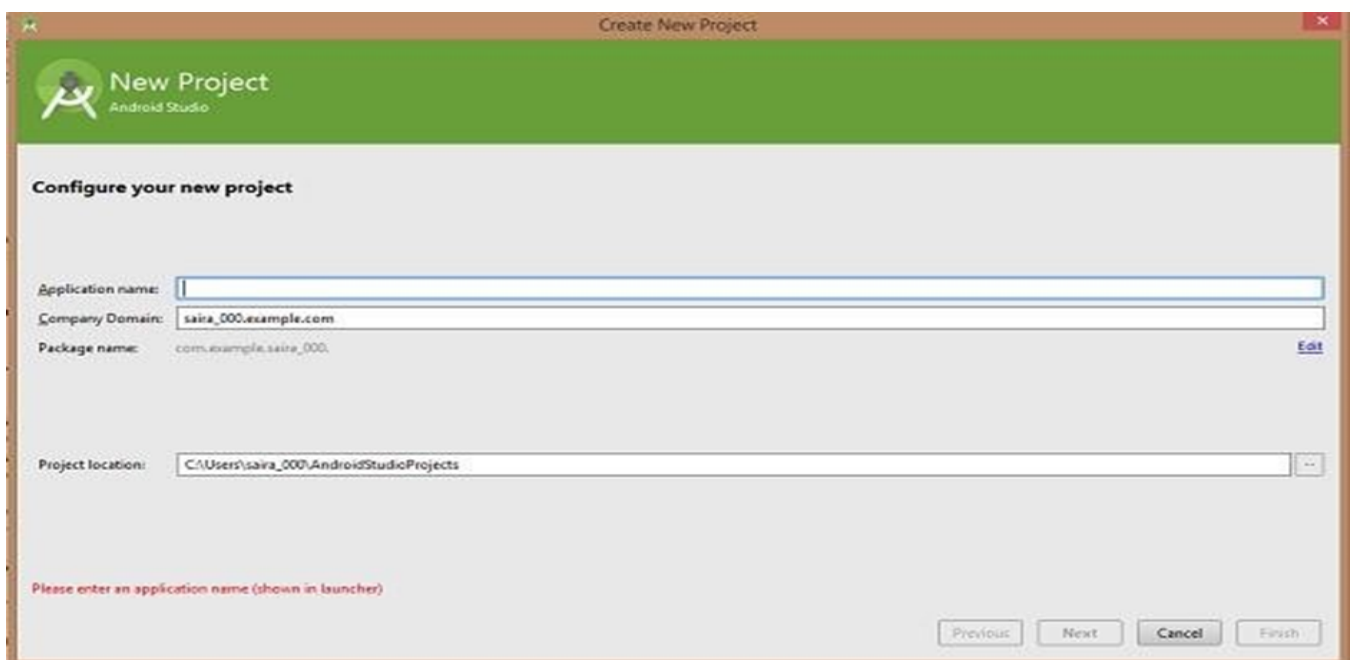 Create New Project
New Project
Android Studio
Configure your new project
Application name:
Company Domain: saira_000.example.com
Package name: com.example.saira_000. Edit
Project location: C:\Users\saira_000\AndroidStudioProjects ...
Please enter an application name (shown in launcher)
Previous Next Cancel Finish